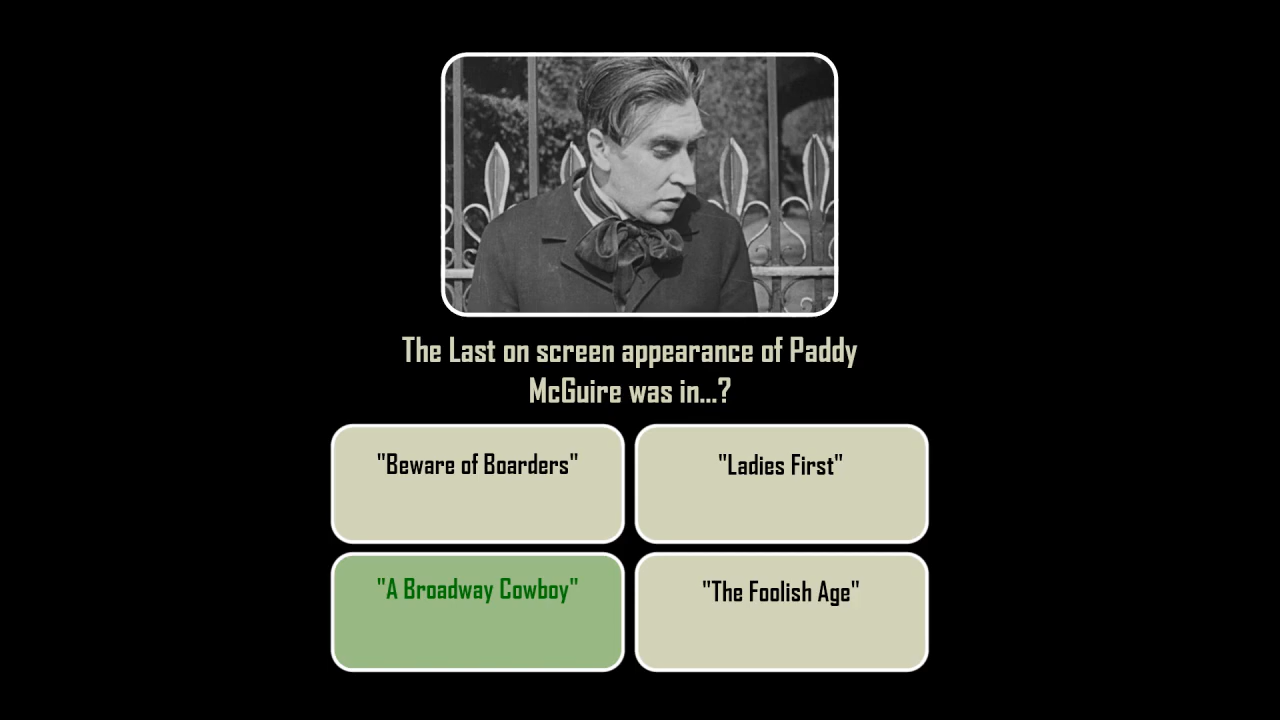 The Last on screen appearance of Paddy
McGuire was in...?
"Beware of Boarders"
"Ladies First"
"A Broadway Cowboy"
"The Foolish Age"